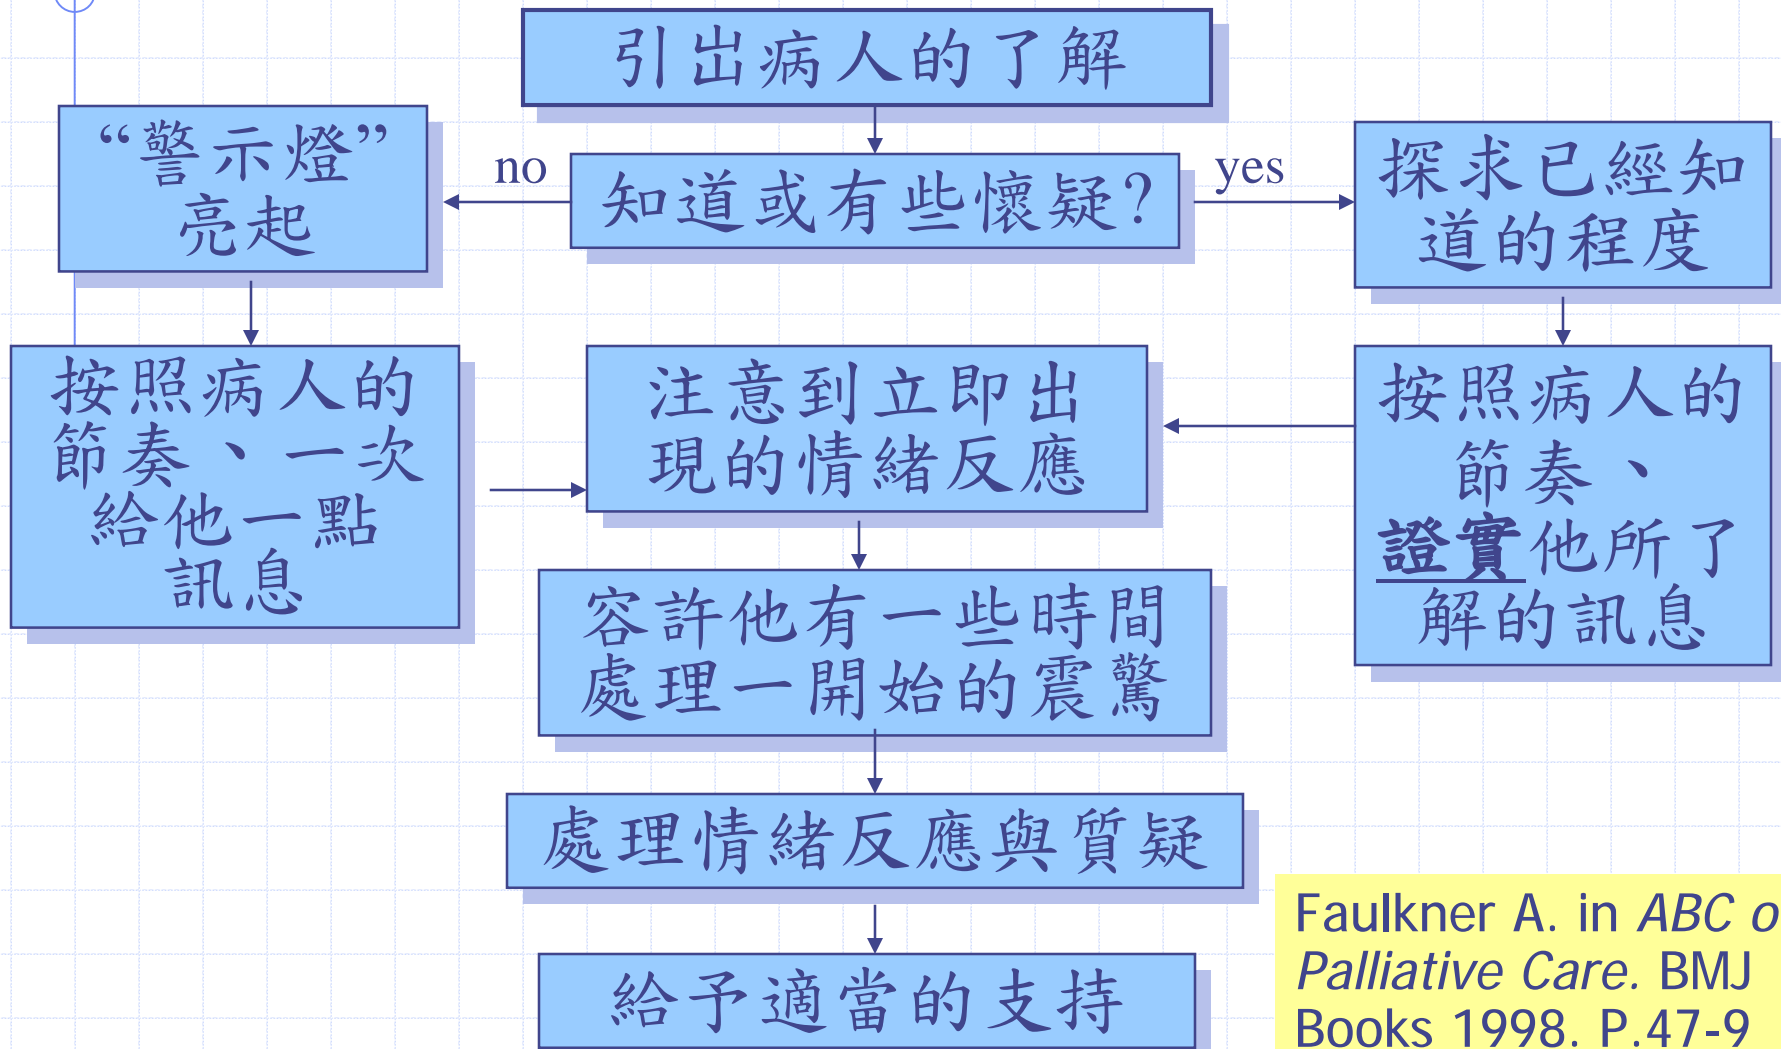 引出病人的了解
知道或有些懷疑?
no
yes
“警示燈”
亮起
探求已經知
道的程度
按照病人的
節奏、一次
給他一點
訊息
注意到立即出
現的情緒反應
按照病人的
節奏、
證實他所了
解的訊息
容許他有一些時間
處理一開始的震驚
處理情緒反應與質疑
給予適當的支持
Faulkner A. in ABC o
Palliative Care. BMJ
Books 1998. P.47-9